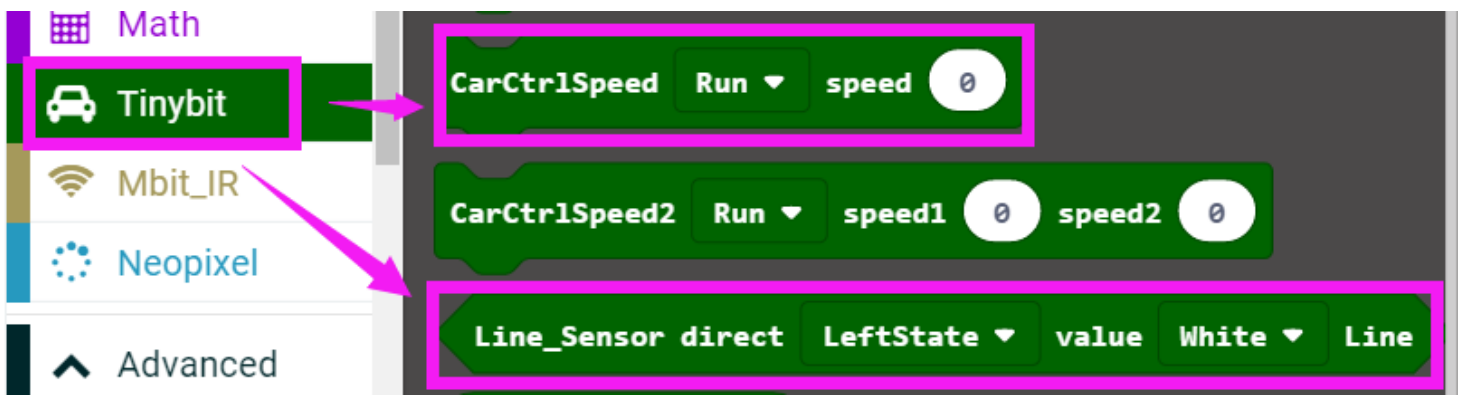 Math
Tinybit
Mbit_IR
Neopixel
Advanced
CarCtrlSpeed Run speed 0
CarCtrlSpeed2 Run speed1 0 speed2 0
Line_Sensor direct LeftState value White Line